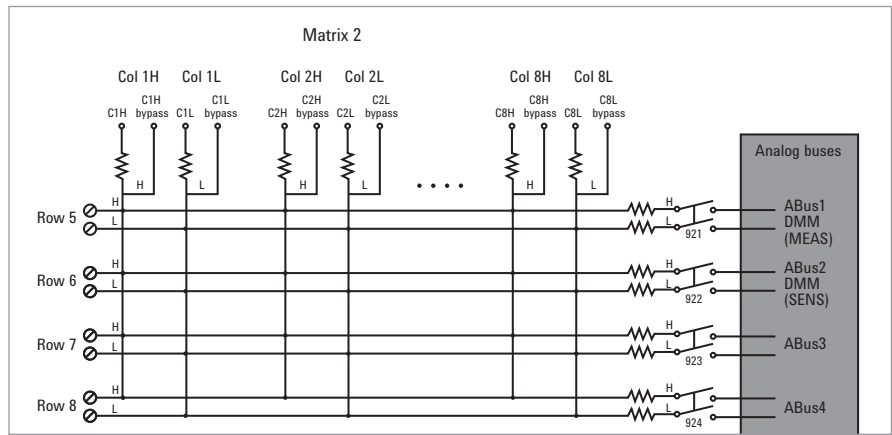 Matrix 2
Col 1H Col 1L Col 2H Col 2L Col 8H Col 8L
C1H C1H bypass C1L C1L bypass C2H C2H bypass C2L C2L bypass C8H C8H bypass C8L C8L bypass
Analog buses
H L H L H L
Row 5 H L H L 921 ABus1 DMM (MEAS)
Row 6 H L H L 922 ABus2 DMM (SENS)
Row 7 H L H L 923 ABus3
Row 8 H L H L 924 ABus4